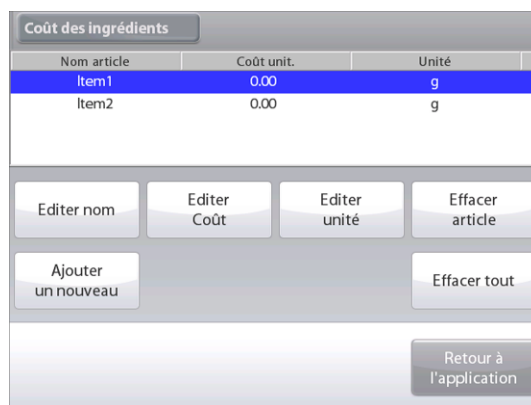 Coût des ingrédients
Nom article Coût unit. Unité
Item1 0.00 g
Item2 0.00 g
Editer nom
Editer
Coût
Editer
unité
Effacer
article
Ajouter
un nouveau
Effacer tout
Retour à
l'application